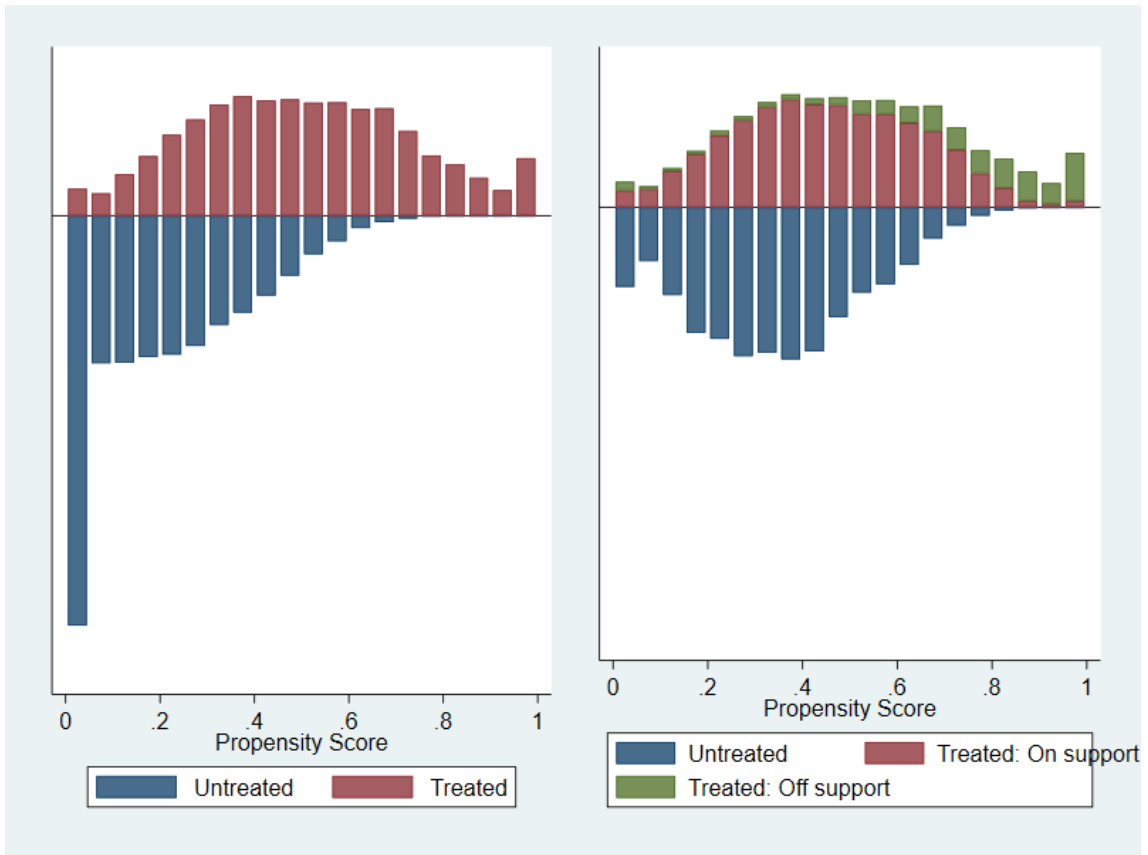 0 .2 .4 .6 .8 1
Propensity Score
Untreated Treated
0 .2 .4 .6 .8 1
Propensity Score
Untreated Treated: On support
Treated: Off support